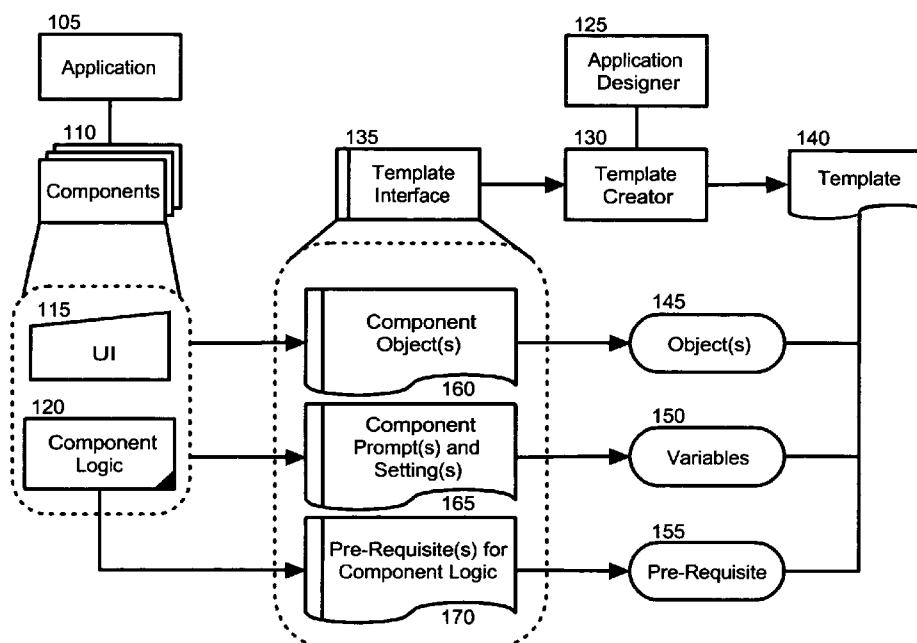 105
Application
110
Components
115
UI
120
Component
Logic
125
Application
Designer
135
Template
Interface
130
Template
Creator
140
Template
Component
Object(s)
160
145
Object(s)
Component
Prompt(s) and
Setting(s)
165
150
Variables
Pre-Requisite(s) for
Component Logic
170
155
Pre-Requisite